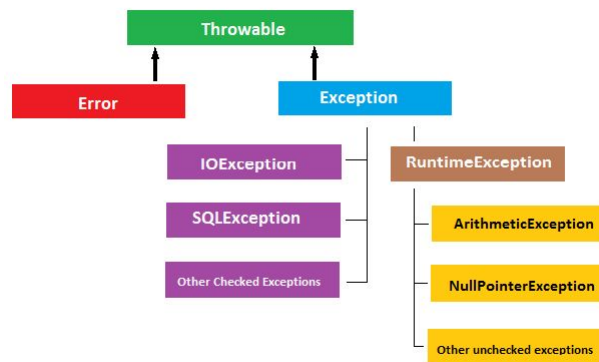 Throwable
Error
Exception
IOException
RuntimeException
SQLException
ArithmeticException
Other Checked Exceptions
NullPointerException
Other unchecked exceptions